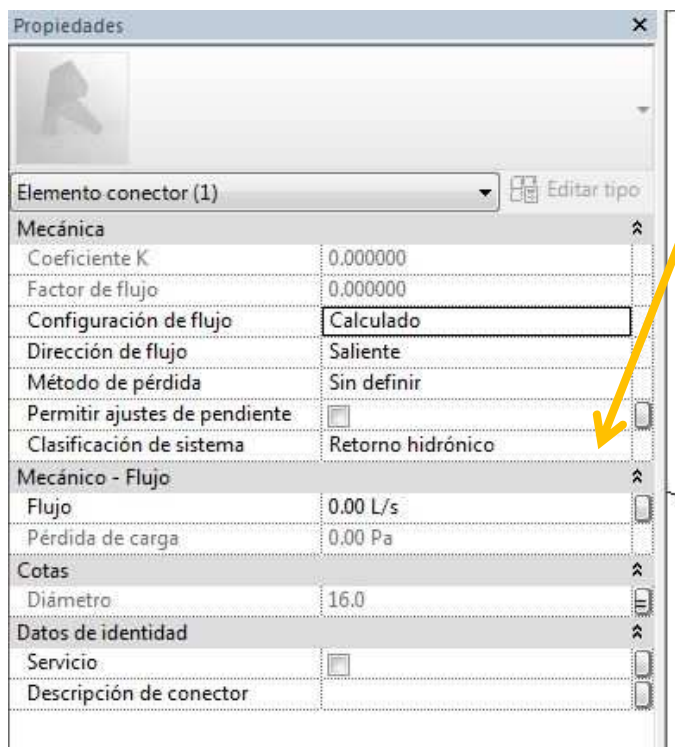 Propiedades
Elemento conector (1) Editar tipo
Mecánica
Coeficiente K 0.000000
Factor de flujo 0.000000
Configuración de flujo Calculado
Dirección de flujo Saliente
Método de pérdida Sin definir
Permitir ajustes de pendiente
Clasificación de sistema Retorno hidrónico
Mecánico - Flujo
Flujo 0.00 L/s
Pérdida de carga 0.00 Pa
Cotas
Diámetro 16.0
Datos de identidad
Servicio
Descripción de conector